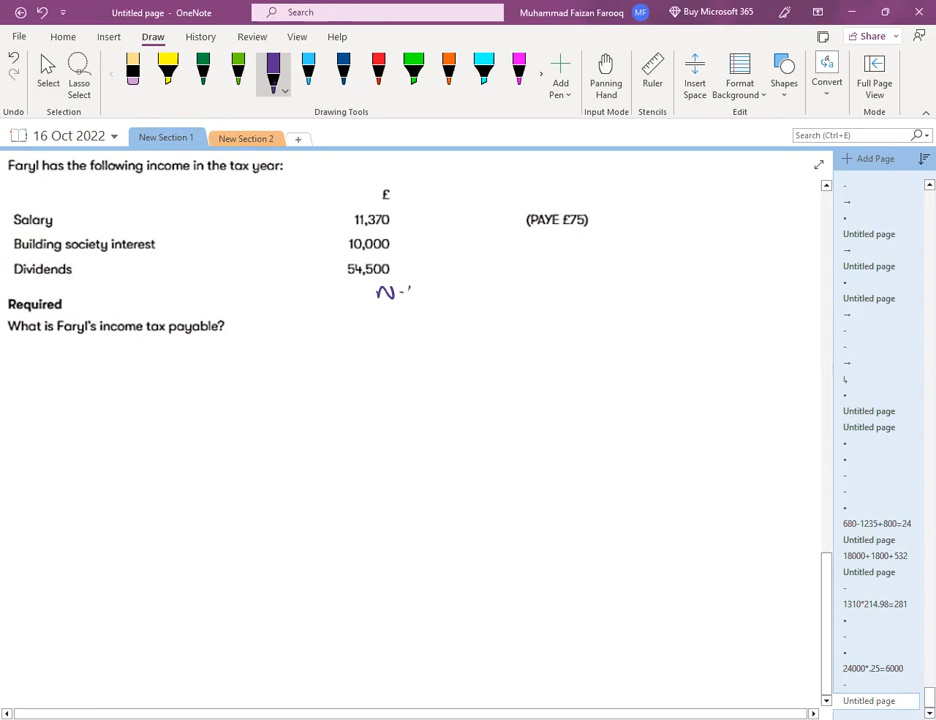 Untitled page - OneNote
Search
Muhammad Faizan Farooq
MF
Buy Microsoft 365
File
Home
Insert
Draw
History
Review
View
Help
Share
Undo
Select
Lasso
Select
Selection
Drawing Tools
Add
Pen
Panning
Hand
Input Mode
Ruler
Stencils
Insert
Space
Format
Background
Shapes
Edit
Convert
Full Page
View
Mode
16 Oct 2022
New Section 1
New Section 2
Search (Ctrl+E)
Add Page
Faryl has the following income in the tax year:
£
Salary 11,370 (PAYE £75)
Building society interest 10,000
Dividends 54,500
N-'
Required
What is Faryl's income tax payable?
-
→
•
Untitled page
→
Untitled page
•
Untitled page
→
-
-
→
↳
•
Untitled page
Untitled page
•
•
-
-
•
680-1235+800=24
Untitled page
18000+1800+532
Untitled page
-
1310*214.98=281
•
-
•
24000*.25=6000
-
Untitled page